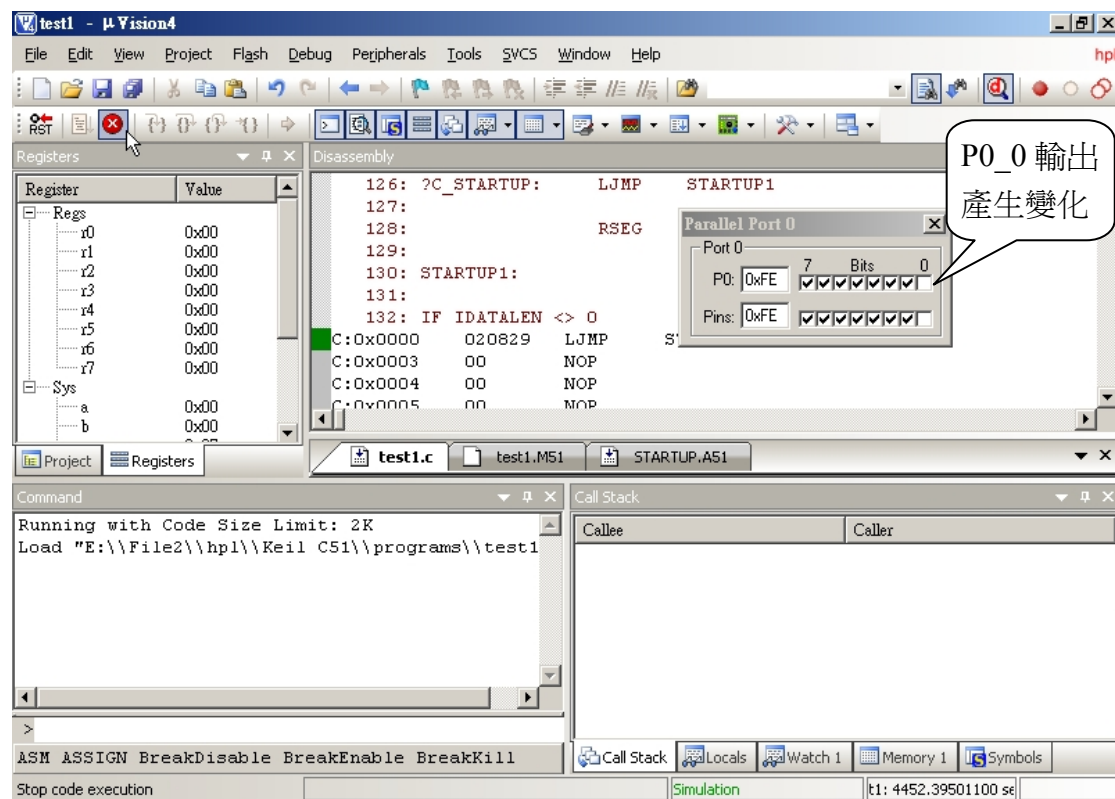 test1 - µVision4
File Edit View Project Flash Debug Peripherals Tools SVCS Window Help
hpl
RST
Registers
Register Value
Regs
r0 0x00
r1 0x00
r2 0x00
r3 0x00
r4 0x00
r5 0x00
r6 0x00
r7 0x00
Sys
a 0x00
b 0x00
Project Registers
Disassembly
126: ?C_STARTUP: LJMP STARTUP1
127:
128: RSEG
129:
130: STARTUP1:
131:
132: IF IDATALEN <> 0
C:0x0000 020829 LJMP
C:0x0003 00 NOP
C:0x0004 00 NOP
C:0x0005 00 NOP
Parallel Port 0
Port 0
7 Bits 0
P0: 0xFE
Pins: 0xFE
P0_0 輸出
產生變化
test1.c test1.M51 STARTUP.A51
Command
Running with Code Size Limit: 2K
Load "E:\\File2\\hpl\\Keil C51\\programs\\test1
>
ASM ASSIGN BreakDisable BreakEnable BreakKill
Call Stack
Callee Caller
Call Stack Locals Watch 1 Memory 1 Symbols
Stop code execution
Simulation
t1: 4452.39501100 se